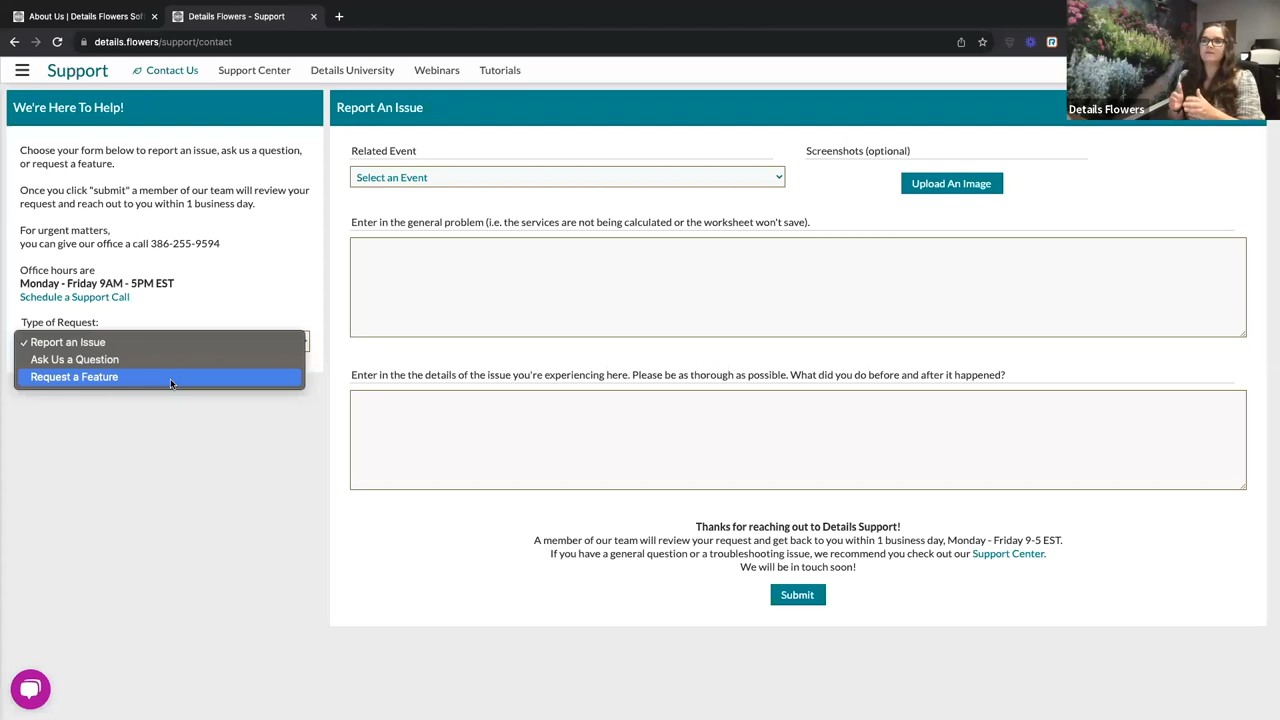 About Us | Details Flowers Sof
Details Flowers - Support
details.flowers/support/contact
Support
Contact Us
Support Center
Details University
Webinars
Tutorials
Details Flowers
We're Here To Help!
Choose your form below to report an issue, ask us a question,
or request a feature.
Once you click "submit" a member of our team will review your
request and reach out to you within 1 business day.
For urgent matters,
you can give our office a call 386-255-9594
Office hours are
Monday - Friday 9AM - 5PM EST
Schedule a Support Call
Type of Request:
Report an Issue
Ask Us a Question
Request a Feature
Report An Issue
Related Event
Select an Event
Screenshots (optional)
Upload An Image
Enter in the general problem (i.e. the services are not being calculated or the worksheet won't save).
Enter in the the details of the issue you're experiencing here. Please be as thorough as possible. What did you do before and after it happened?
Thanks for reaching out to Details Support!
A member of our team will review your request and get back to you within 1 business day, Monday - Friday 9-5 EST.
If you have a general question or a troubleshooting issue, we recommend you check out our Support Center.
We will be in touch soon!
Submit